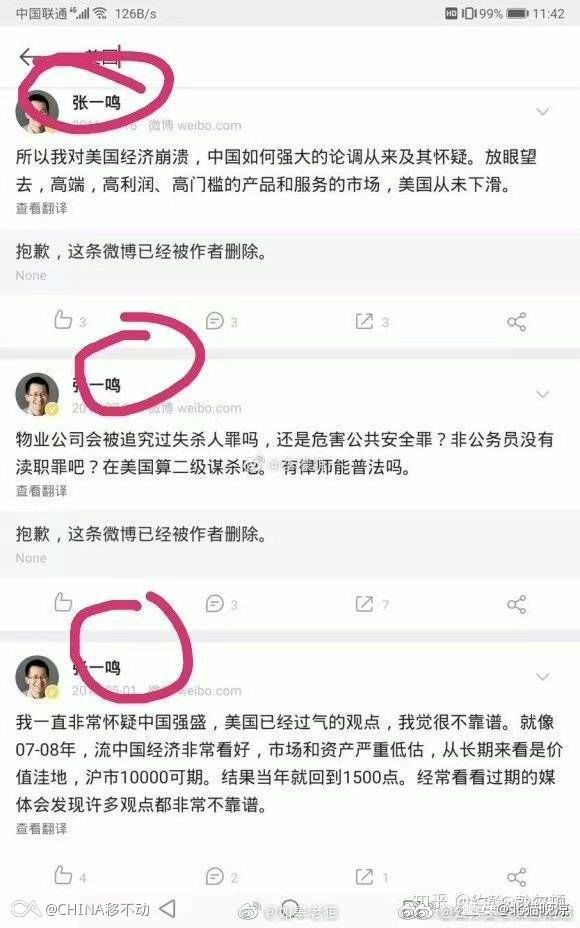 中国联通 4G 126B/s HD 99% 11:42
美国
张一鸣
微博 weibo.com
所以我对美国经济崩溃，中国如何强大的论调从来及其怀疑。放眼望
去，高端，高利润、高门槛的产品和服务的市场，美国从未下滑。
查看翻译
抱歉，这条微博已经被作者删除。
None
3 3 3
张一鸣
微博 weibo.com
物业公司会被追究过失杀人罪吗，还是危害公共安全罪？非公务员没有
渎职罪吧？在美国算二级谋杀吧。有律师能普法吗。
查看翻译
抱歉，这条微博已经被作者删除。
None
3 7
张一鸣
05-01 微博 weibo.com
我一直非常怀疑中国强盛，美国已经过气的观点，我觉很不靠谱。就像
07-08年，流中国经济非常看好，市场和资产严重低估，从长期来看是价
值洼地，沪市10000可期。结果当年就回到1500点。经常看看过期的媒
体会发现许多观点都非常不靠谱。
查看翻译
4 2 1
知乎
@CHINA移不动
@北猫晚凉